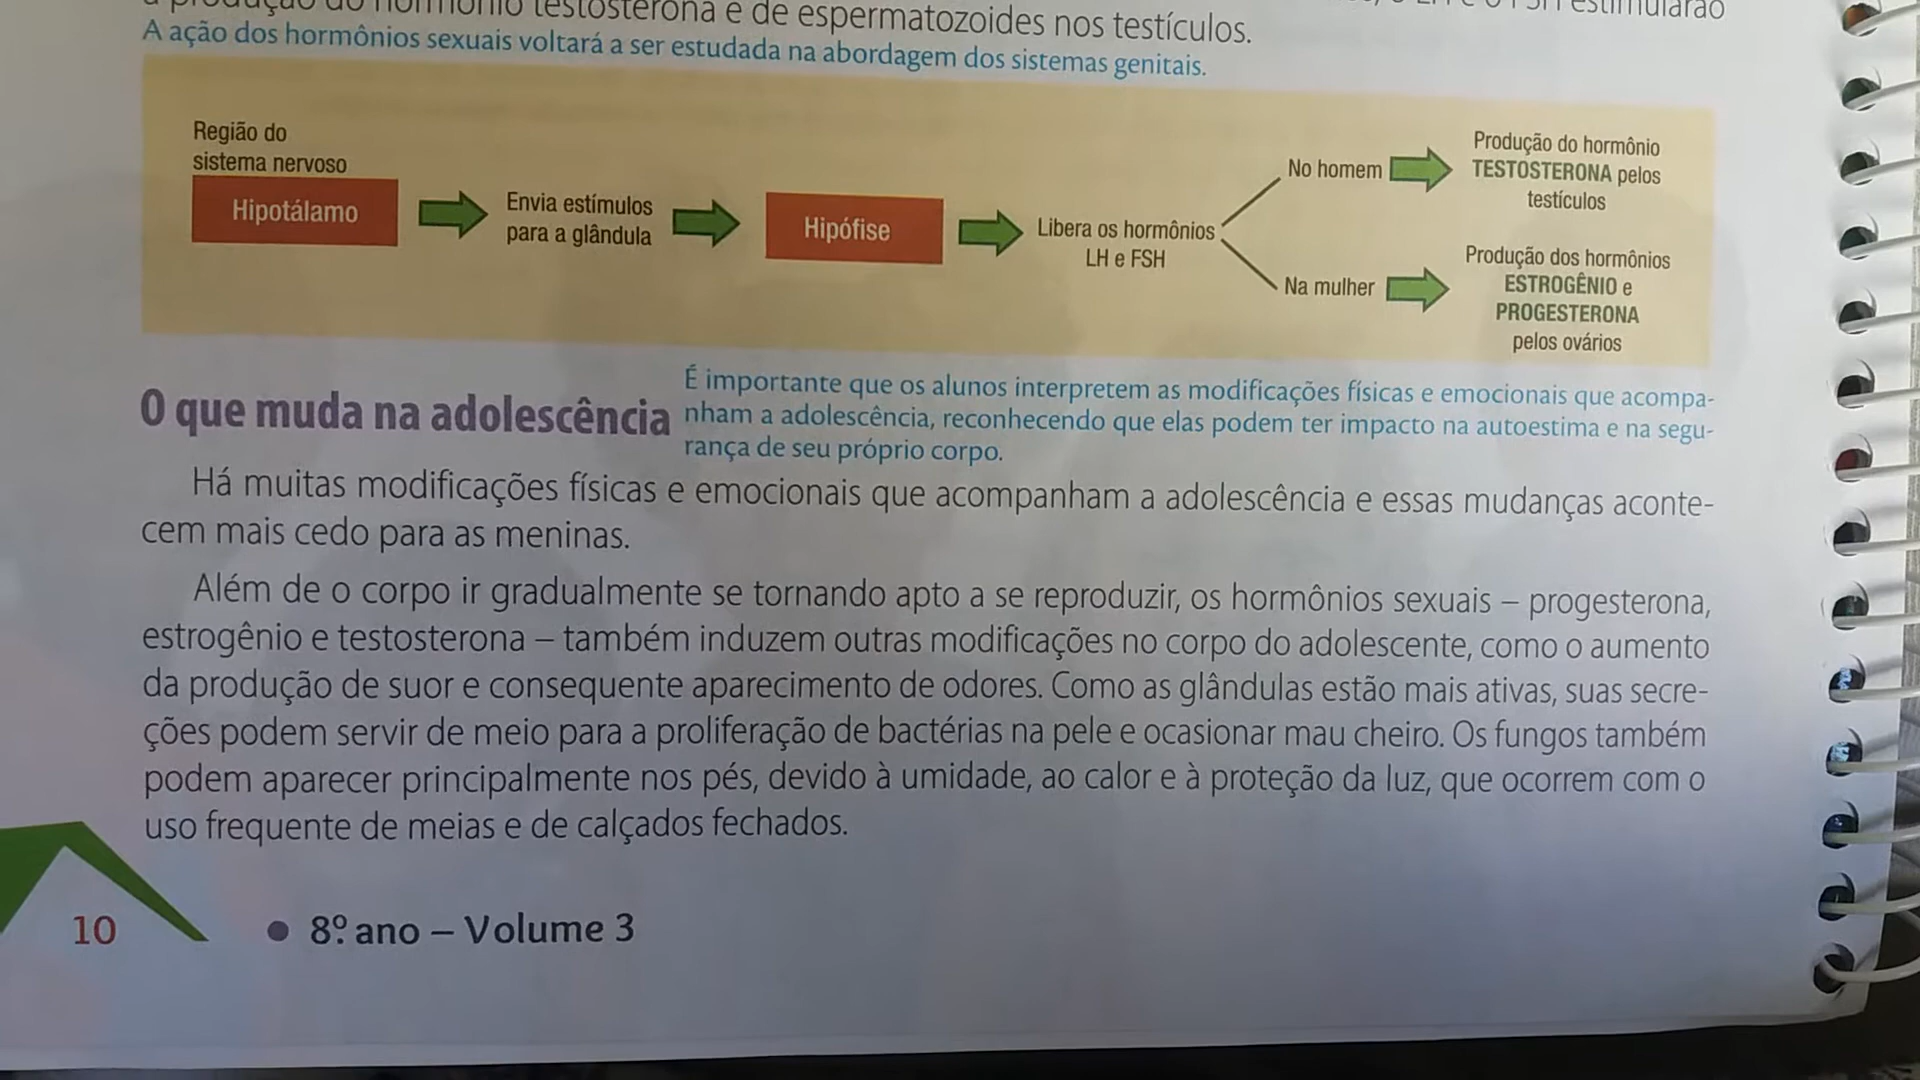 a produção do hormônio testosterona e de espermatozoides nos testículos.
A ação dos hormônios sexuais voltará a ser estudada na abordagem dos sistemas genitais.
Região do
sistema nervoso
Hipotálamo
Envia estímulos
para a glândula
Hipófise
Libera os hormônios
LH e FSH
No homem
Produção do hormônio
TESTOSTERONA pelos
testículos
Na mulher
Produção dos hormônios
ESTROGÊNIO e
PROGESTERONA
pelos ovários
O que muda na adolescência
É importante que os alunos interpretem as modificações físicas e emocionais que acompa-
nham a adolescência, reconhecendo que elas podem ter impacto na autoestima e na segu-
rança de seu próprio corpo.
Há muitas modificações físicas e emocionais que acompanham a adolescência e essas mudanças aconte-
cem mais cedo para as meninas.
Além de o corpo ir gradualmente se tornando apto a se reproduzir, os hormônios sexuais – progesterona,
estrogênio e testosterona – também induzem outras modificações no corpo do adolescente, como o aumento
da produção de suor e consequente aparecimento de odores. Como as glândulas estão mais ativas, suas secre-
ções podem servir de meio para a proliferação de bactérias na pele e ocasionar mau cheiro. Os fungos também
podem aparecer principalmente nos pés, devido à umidade, ao calor e à proteção da luz, que ocorrem com o
uso frequente de meias e de calçados fechados.
10
8º. ano – Volume 3